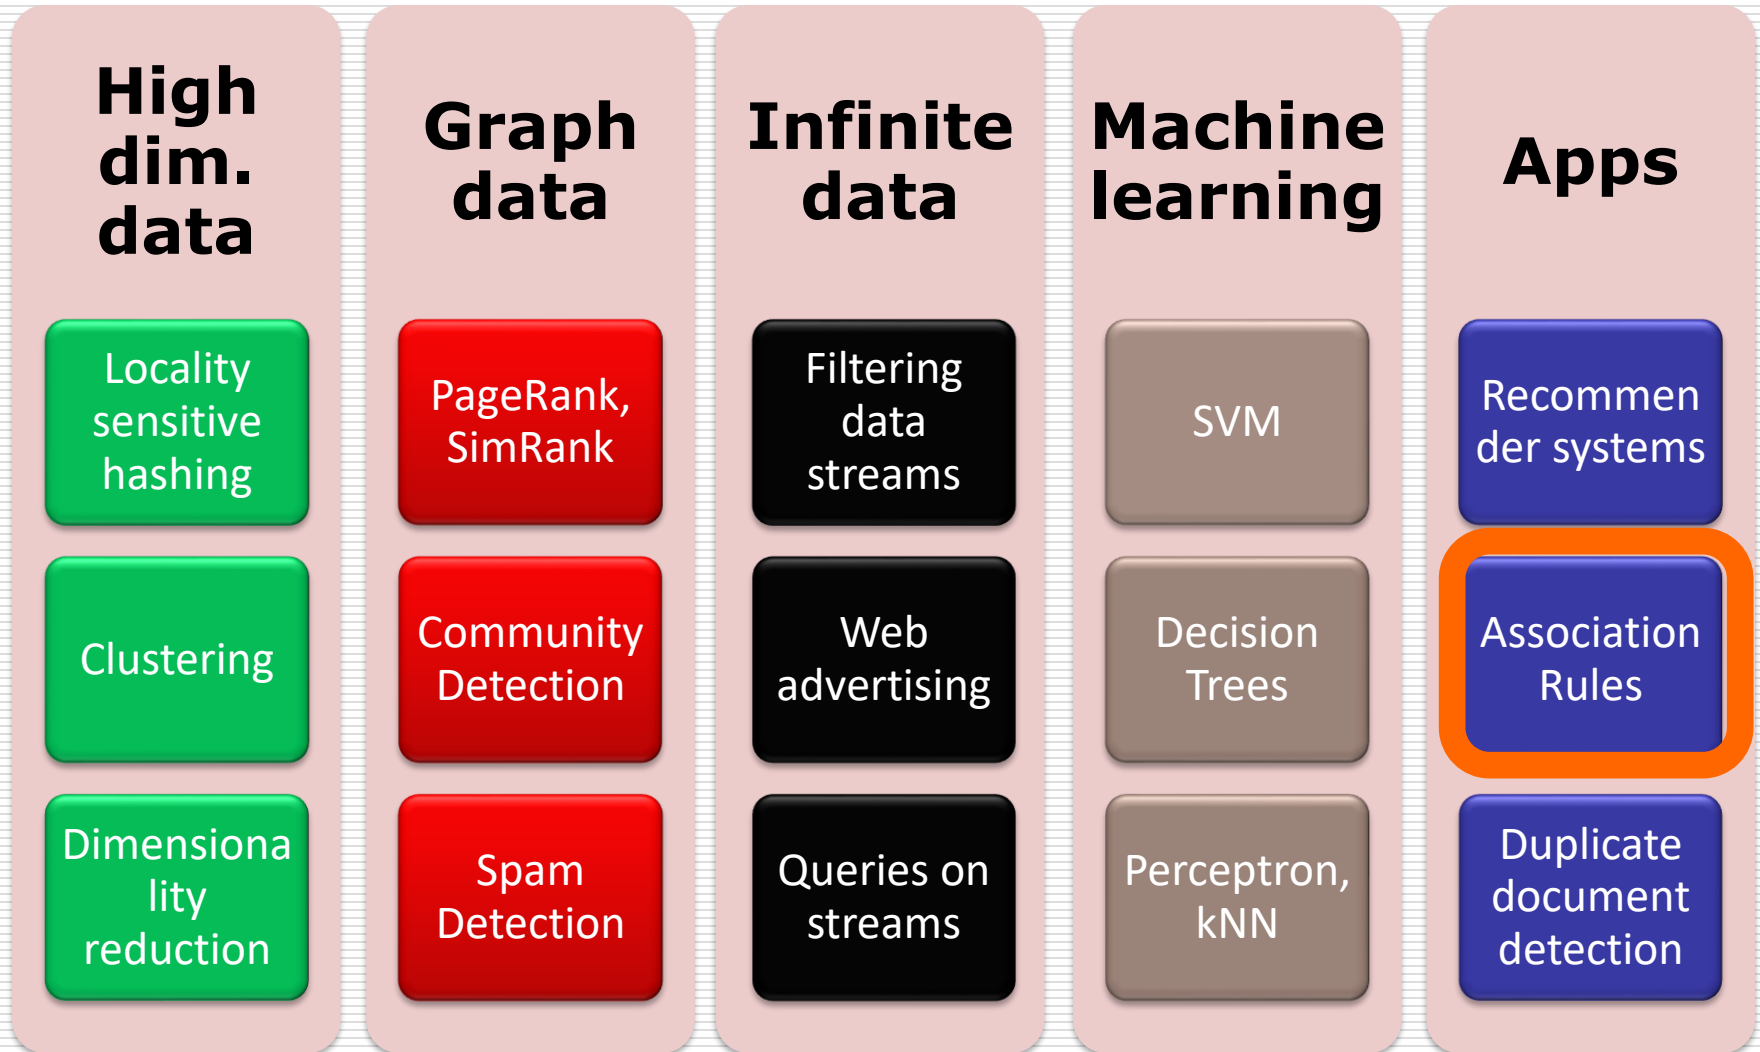 High
dim.
data
Locality
sensitive
hashing
Clustering
Dimensiona
lity
reduction
Graph
data
PageRank,
SimRank
Community
Detection
Spam
Detection
Infinite
data
Filtering
data
streams
Web
advertising
Queries on
streams
Machine
learning
SVM
Decision
Trees
Perceptron,
kNN
Apps
Recommen
der systems
Association
Rules
Duplicate
document
detection